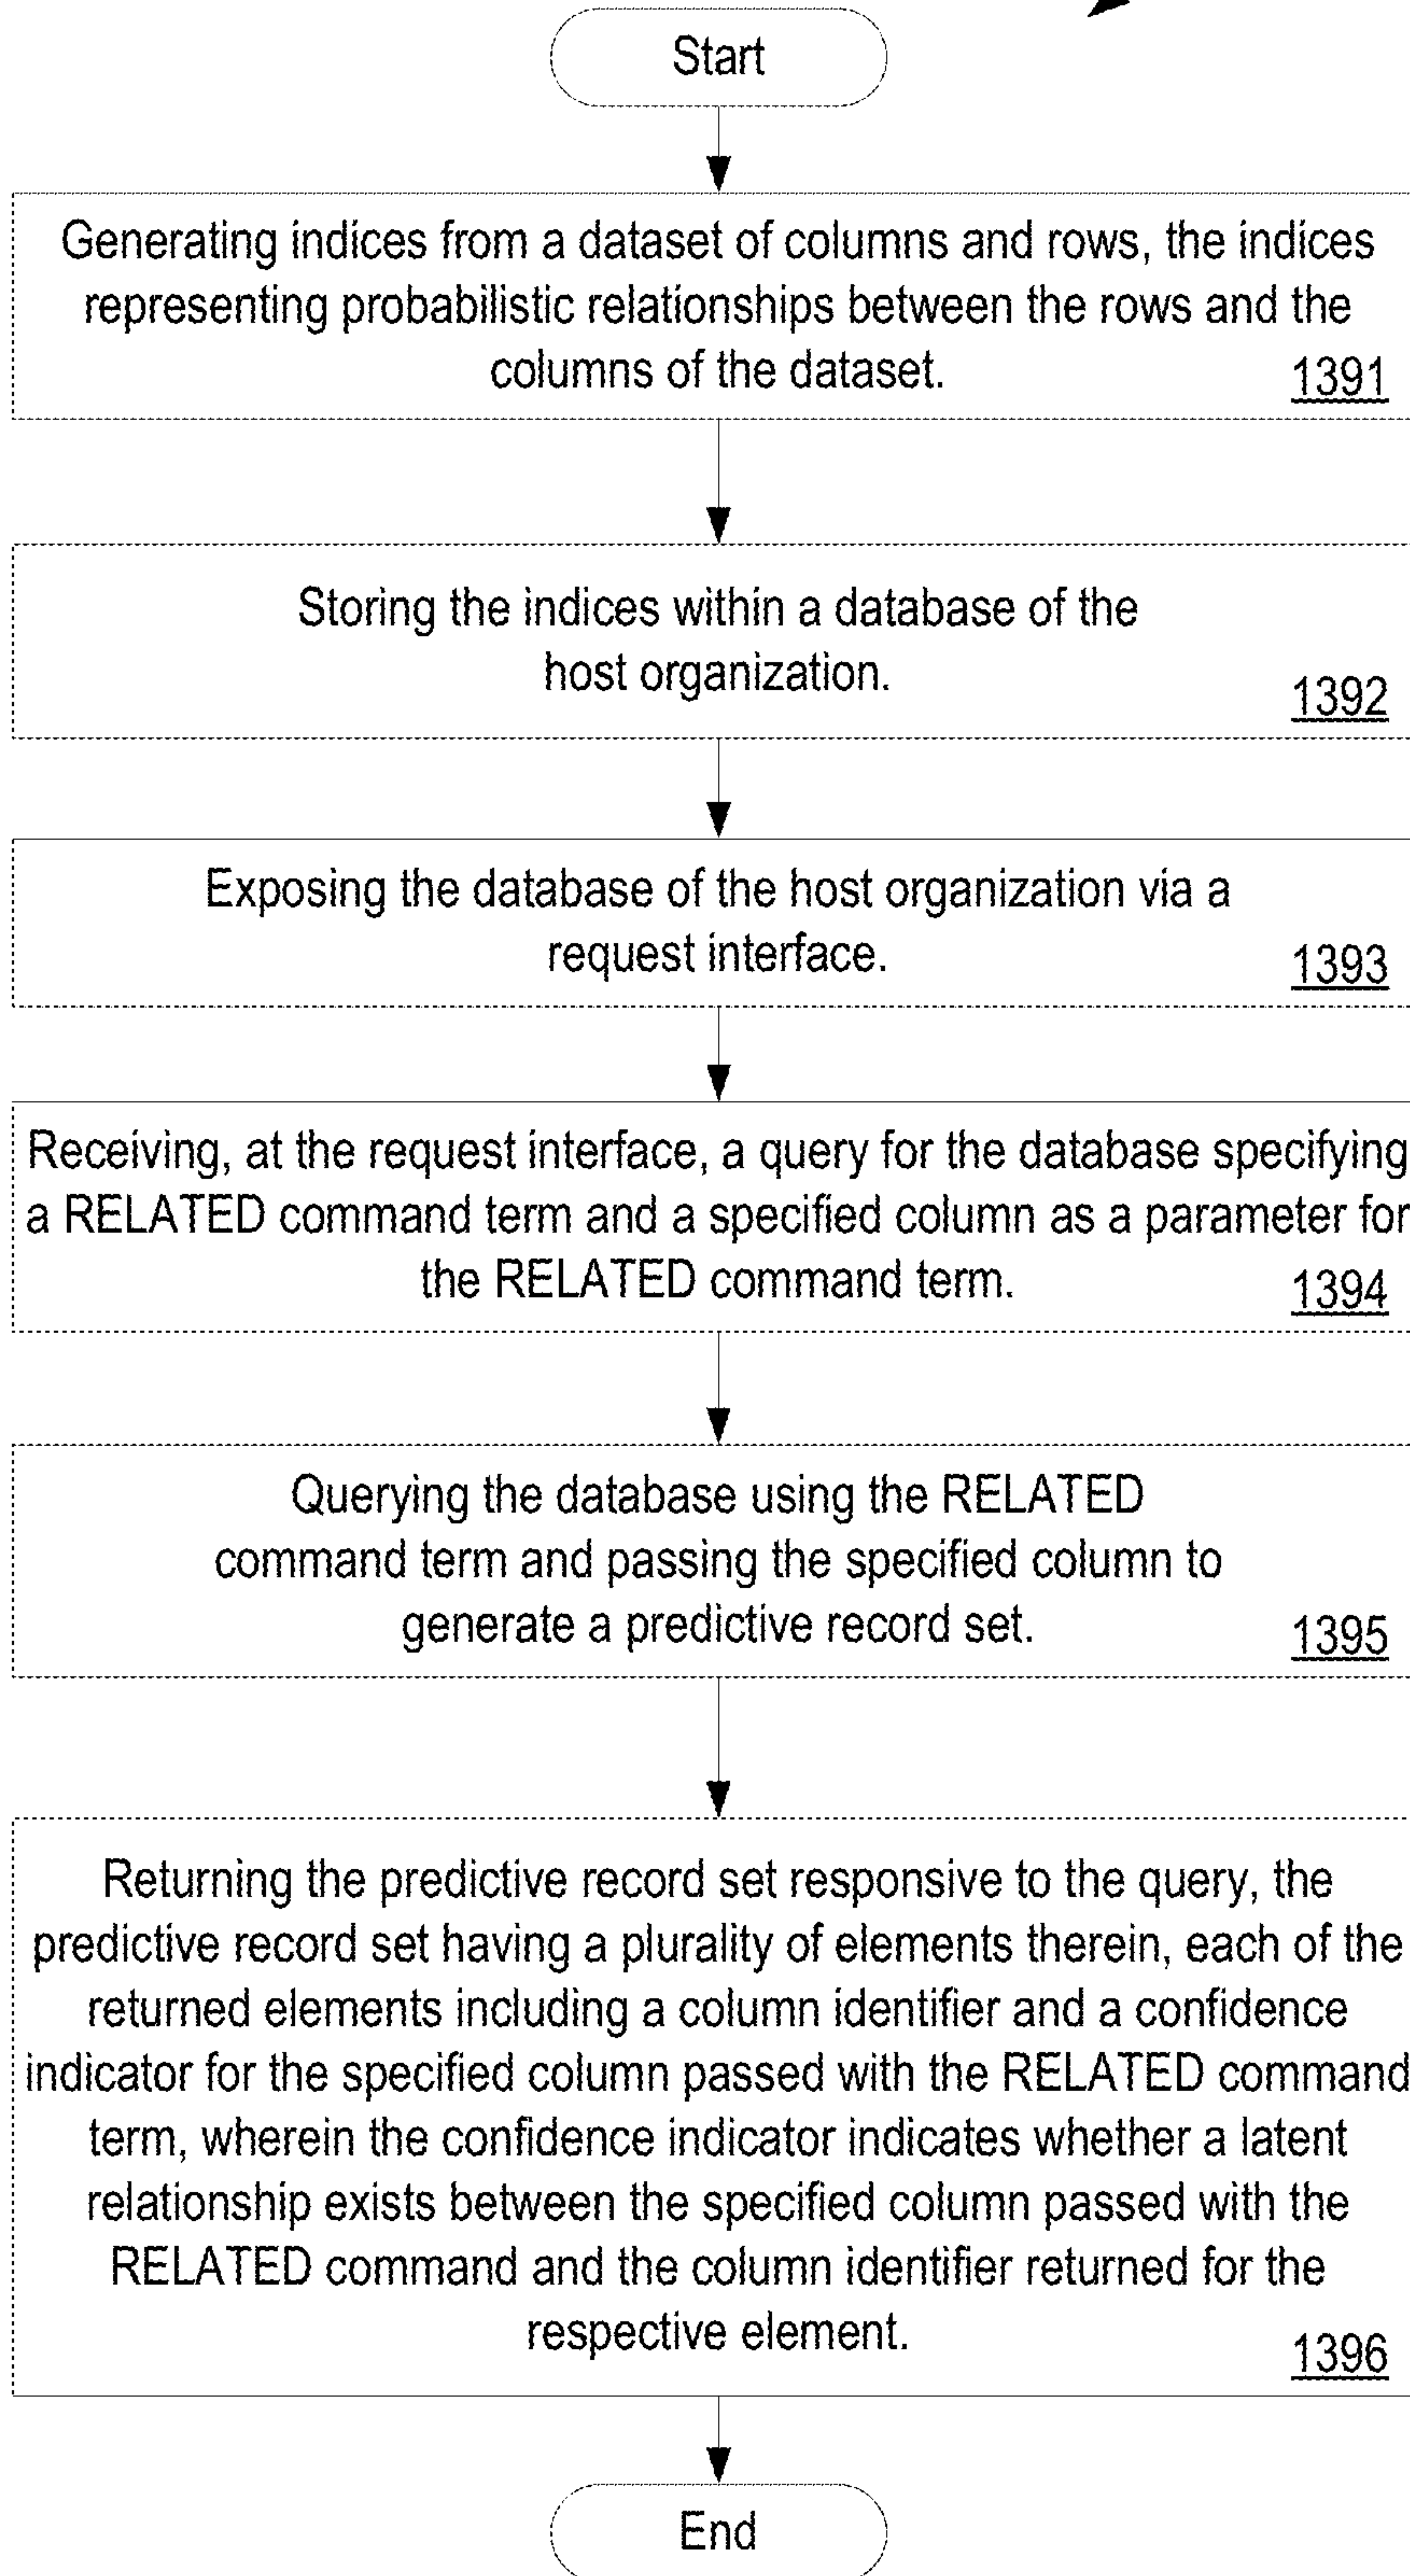 Start
Generating indices from a dataset of columns and rows, the indices
representing probabilistic relationships between the rows and the
columns of the dataset.
1391
Storing the indices within a database of the
host organization.
1392
Exposing the database of the host organization via a
request interface.
1393
Receiving, at the request interface, a query for the database specifying
a RELATED command term and a specified column as a parameter for
the RELATED command term.
1394
Querying the database using the RELATED
command term and passing the specified column to
generate a predictive record set.
1395
Returning the predictive record set responsive to the query, the
predictive record set having a plurality of elements therein, each of the
returned elements including a column identifier and a confidence
indicator for the specified column passed with the RELATED command
term, wherein the confidence indicator indicates whether a latent
relationship exists between the specified column passed with the
RELATED command and the column identifier returned for the
respective element.
1396
End